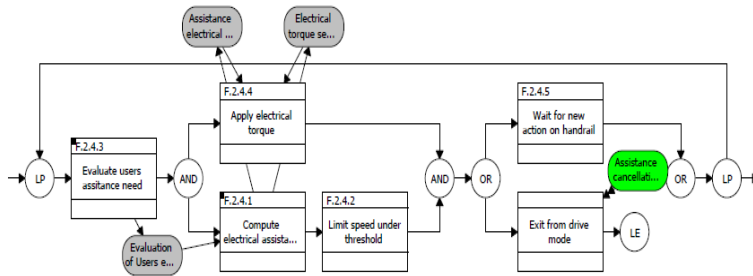 Assistance
electrical ...
Electrical
torque se...
F.2.4.4
Apply electrical
torque
F.2.4.5
Wait for new
action on handrail
F.2.4.3
Evaluate users
assitance need
LP
AND
AND
OR
Assistance
cancellati...
OR
LP
F.2.4.1
Compute
electrical assista...
F.2.4.2
Limit speed under
threshold
Exit from drive
mode
LE
Evaluation
of Users e...